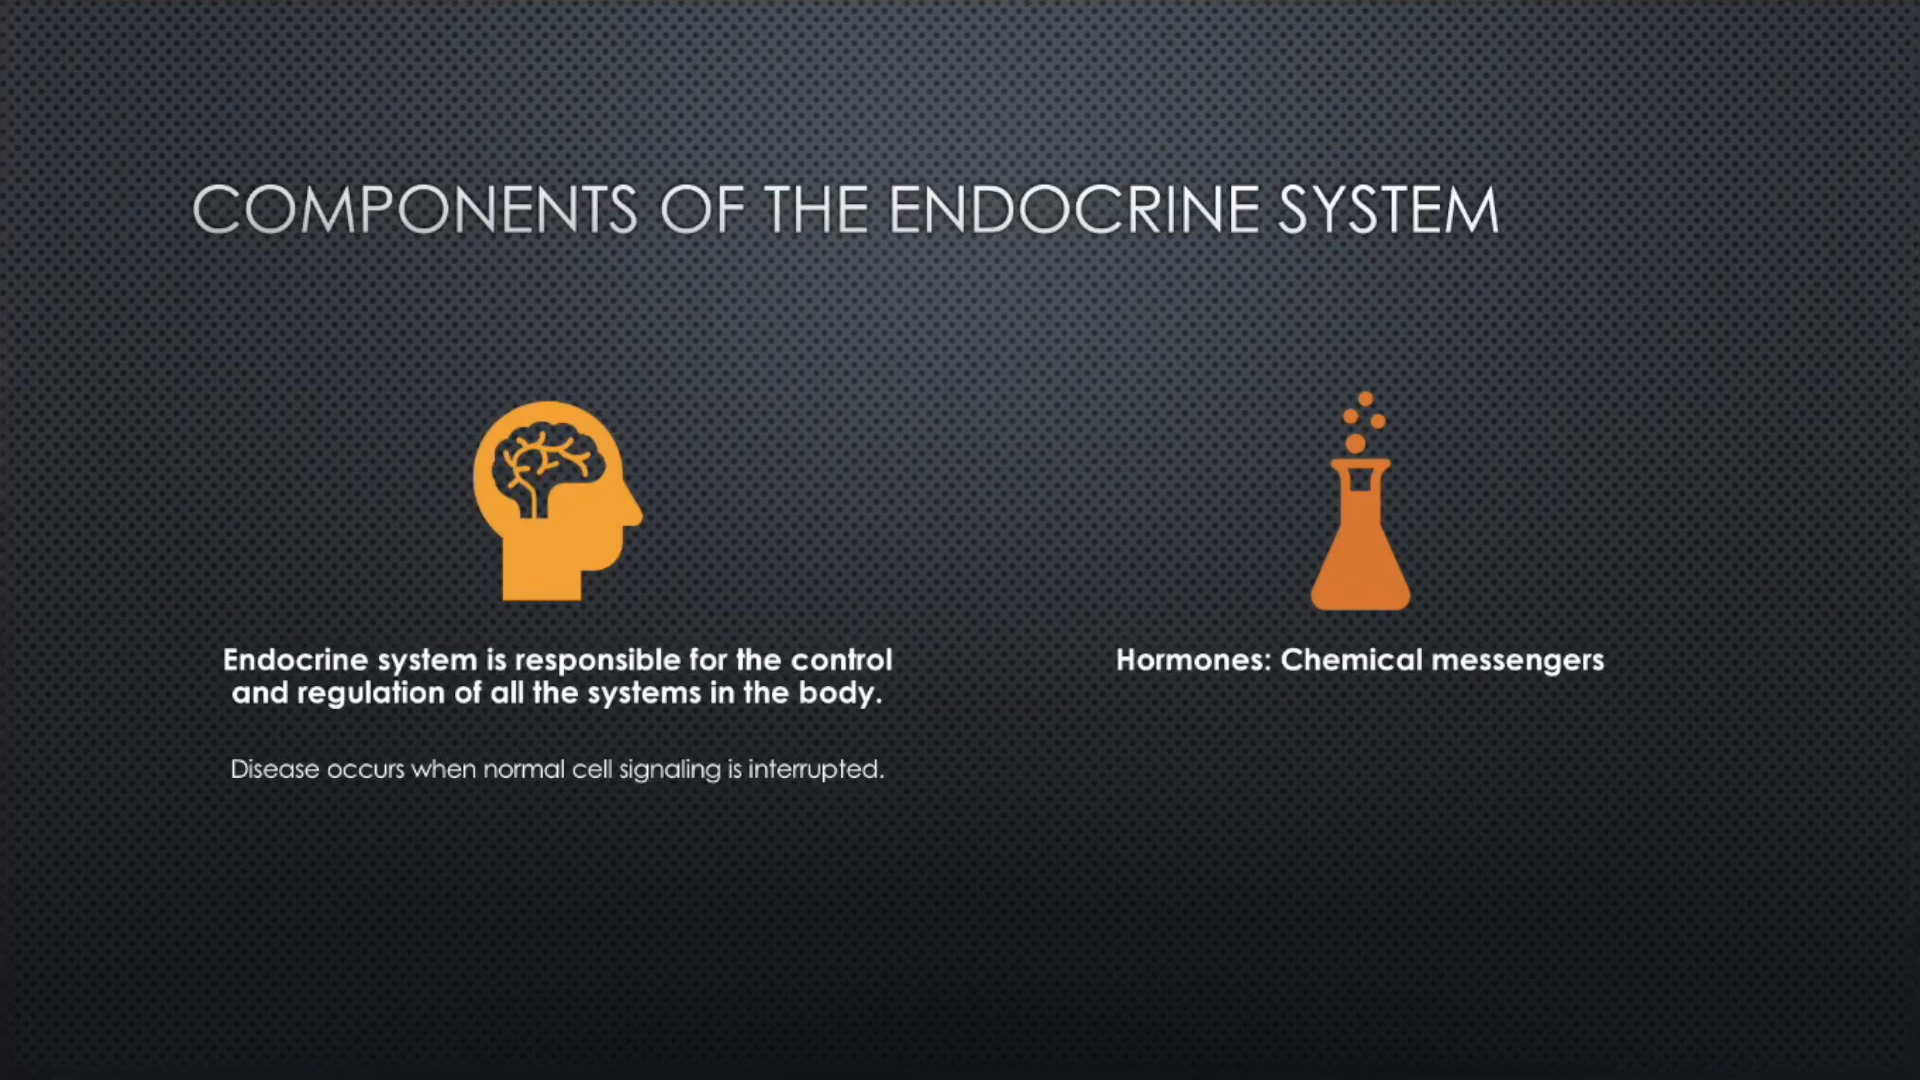 COMPONENTS OF THE ENDOCRINE SYSTEM
Endocrine system is responsible for the control
and regulation of all the systems in the body.
Disease occurs when normal cell signaling is interrupted.
Hormones: Chemical messengers